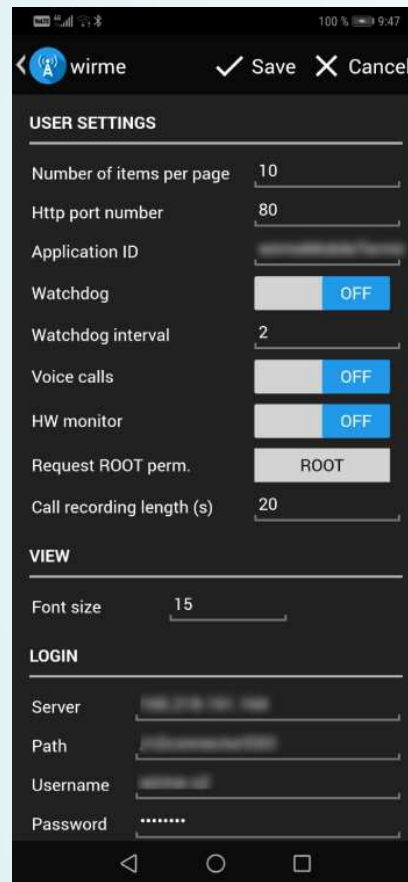 VoLTE 4G 100 % 9:47
wirme Save Cancel
USER SETTINGS
Number of items per page 10
Http port number 80
Application ID
Watchdog OFF
Watchdog interval 2
Voice calls OFF
HW monitor OFF
Request ROOT perm. ROOT
Call recording length (s) 20
VIEW
Font size 15
LOGIN
Server
Path
Username
Password ••••••••